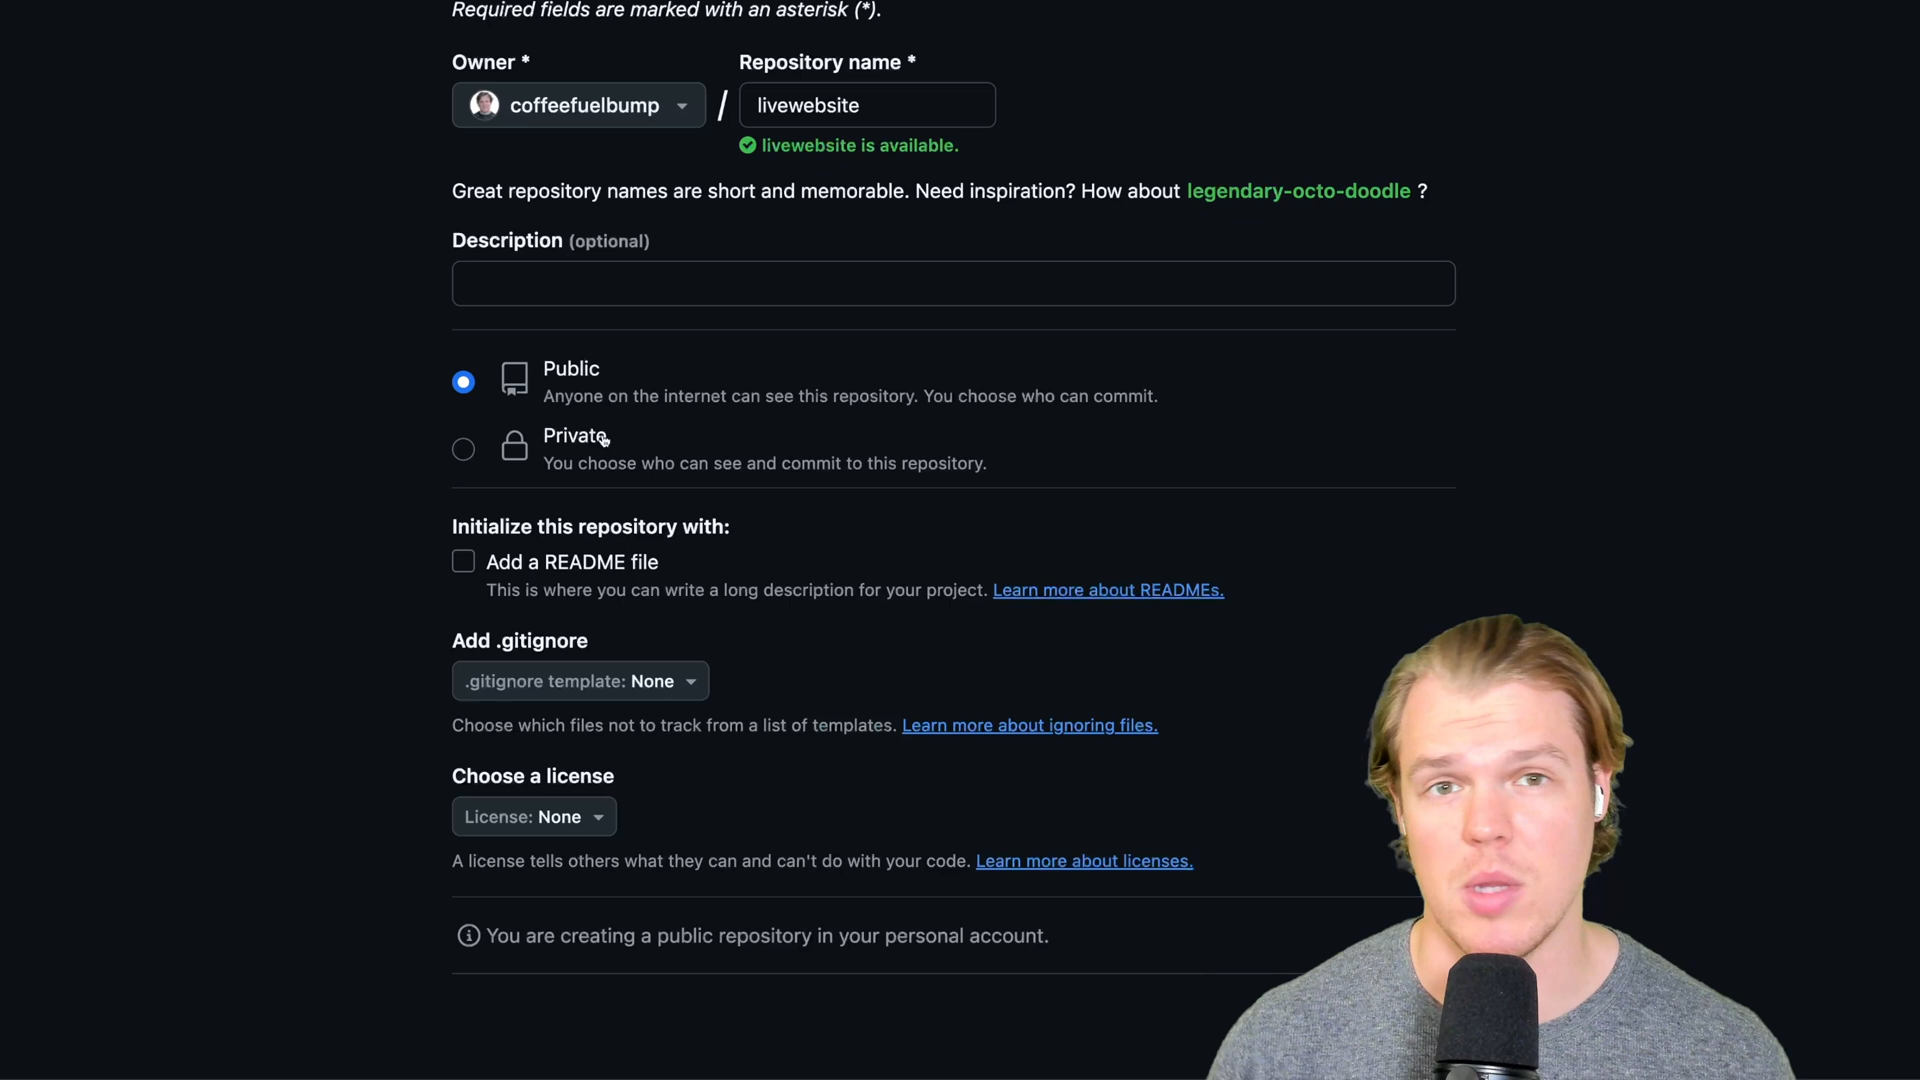 Required fields are marked with an asterisk (*).
Owner *
Repository name *
coffeefuelbump
/
livewebsite
livewebsite is available.
Great repository names are short and memorable. Need inspiration? How about legendary-octo-doodle ?
Description (optional)
Public
Anyone on the internet can see this repository. You choose who can commit.
Private
You choose who can see and commit to this repository.
Initialize this repository with:
Add a README file
This is where you can write a long description for your project. Learn more about READMEs.
Add .gitignore
.gitignore template: None
Choose which files not to track from a list of templates. Learn more about ignoring files.
Choose a license
License: None
A license tells others what they can and can't do with your code. Learn more about licenses.
You are creating a public repository in your personal account.